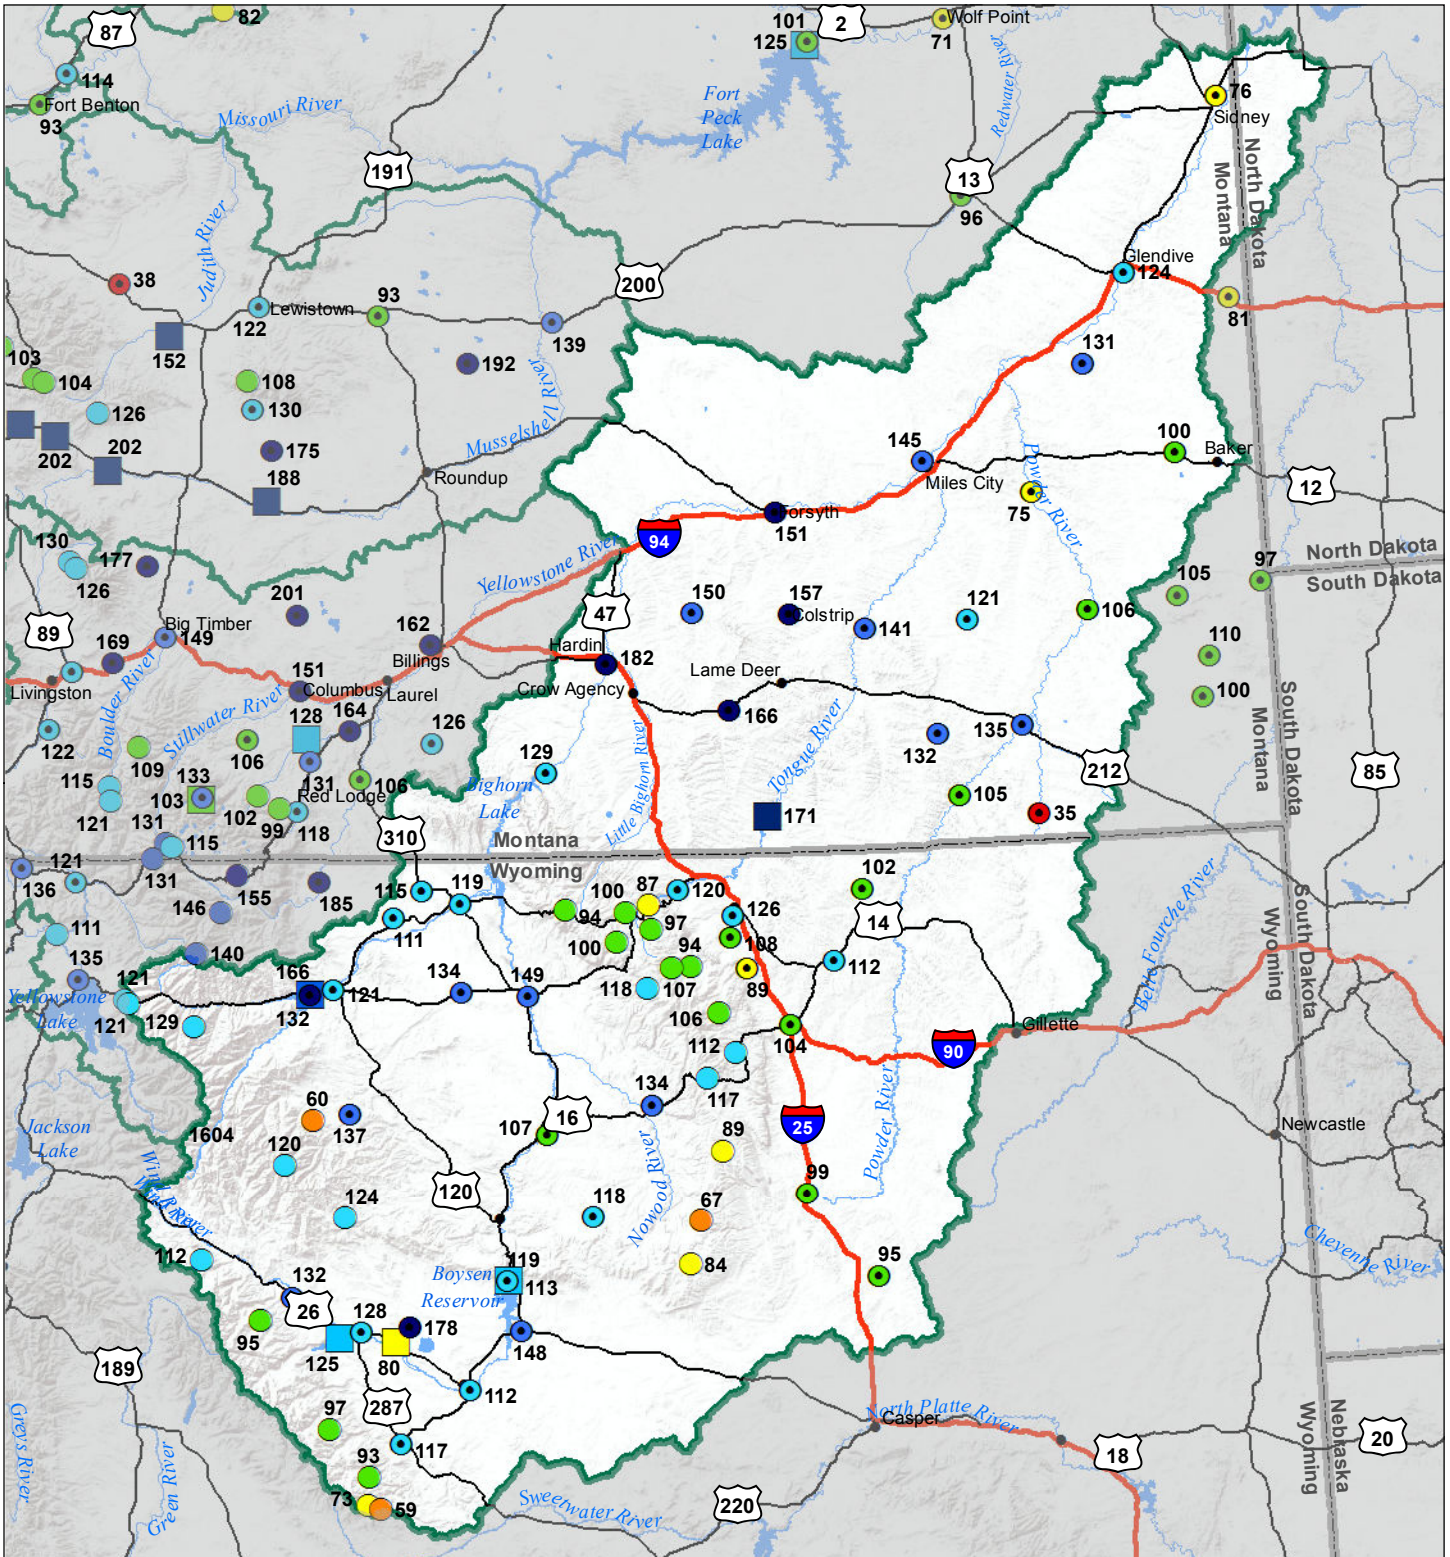 87
82
101
2
Wolf Point
125
71
114
Fort Benton
93
Missouri River
Fort
Peck
Lake
Redwater River
76
Sidney
191
13
96
North Dakota
Montana
Judith River
38
200
Glendive
124
Lewistown
122
93
139
81
152
192
131
103
104
108
126
130
Musselshell River
202
202
175
188
Roundup
145
100
Baker
Miles City
12
75
Powder River
Forsyth
151
94
130
177
126
Yellowstone River
97
North Dakota
South Dakota
105
201
47
150
157
Colstrip
121
106
89
Big Timber
149
162
Hardin
141
169
Billings
182
110
Livingston
151
Columbus
Laurel
Crow Agency
Lame Deer
166
100
Boulder River
Stillwater River
128
164
126
122
109
106
Little Bighorn River
Tongue River
132
135
South Dakota
Montana
212
85
129
Bighorn
Lake
131
106
115
133
103
121
102
Red Lodge
99
118
171
105
35
131
115
310
Montana
Wyoming
121
136
131
155
185
115
119
100
87
120
102
Belle Fourche River
South Dakota
Wyoming
146
111
94
97
126
14
111
140
100
94
108
135
121
166
134
149
107
89
112
Yellowstone
Lake
121
129
132
121
118
106
104
Gillette
112
90
117
134
60
137
16
25
Jackson
Lake
1604
120
107
89
Newcastle
Powder River
Wind River
Wind River
120
99
124
118
Nowood River
67
112
84
95
Cheyenne River
119
Boysen
Reservoir
113
132
26
128
178
95
125
80
148
189
112
287
97
117
North Platte River
Casper
18
20
Nebraska
Wyoming
93
Greys River
Green River
73
59
Sweetwater River
220